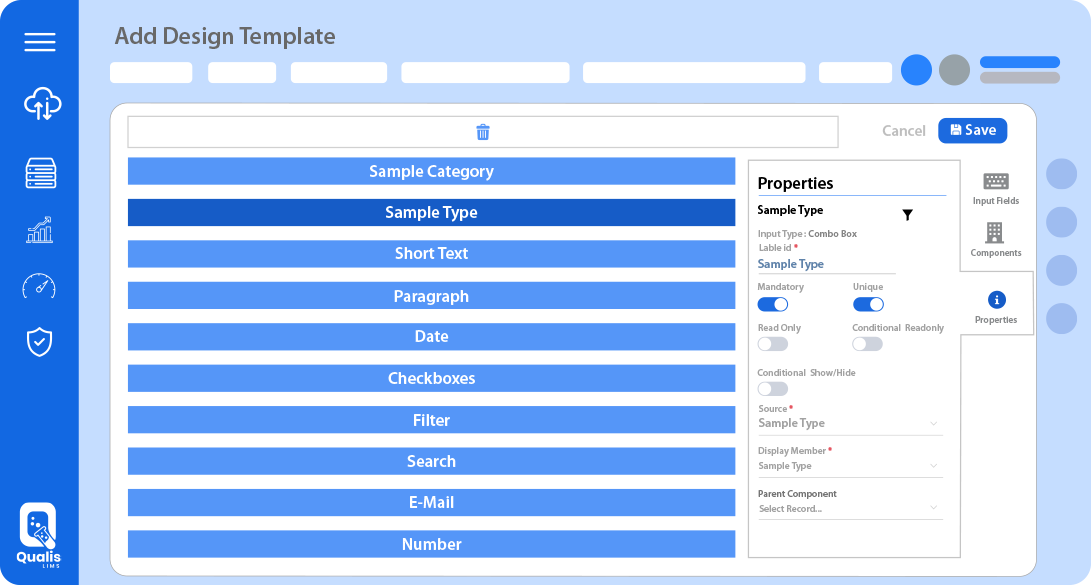 Add Design Template
Cancel
Save
Sample Category
Sample Type
Short Text
Paragraph
Date
Checkboxes
Filter
Search
E-Mail
Number
Properties
Sample Type
Input Type : Combo Box
Lable id *
Sample Type
Mandatory
Unique
Read Only
Conditional Readonly
Conditional Show/Hide
Source *
Sample Type
Display Member *
Sample Type
Parent Component
Select Record...
Input Fields
Components
Properties
Qualis
LIMS